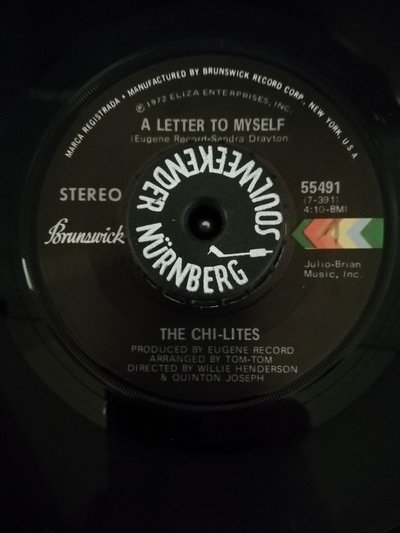 MARCA REGISTRADA • MANUFACTURED BY BRUNSWICK RECORD CORP., NEW YORK, U.S.A
℗ 1972 ELIZA ENTERPRISES, INC.
A LETTER TO MYSELF
(Eugene Record-Sandra Drayton)
STEREO
55491
(7-391)
4:10-BMI
Brunswick
SOULWEEKENDER NÜRNBERG
Julio-Brian
Music, Inc.
THE CHI-LITES
PRODUCED BY EUGENE RECORD
ARRANGED BY TOM-TOM
DIRECTED BY WILLIE HENDERSON
& QUINTON JOSEPH